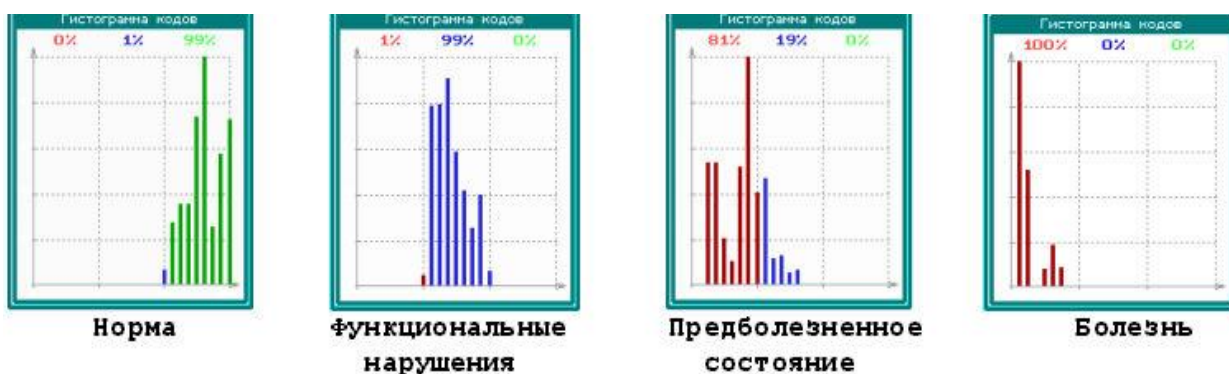 Гистограмма кодов
0% 1% 99%
Норма
Гистограмма кодов
1% 99% 0%
Функциональные
нарушения
Гистограмма кодов
81% 19% 0%
Предболезненное
состояние
Гистограмма кодов
100% 0% 0%
Болезнь